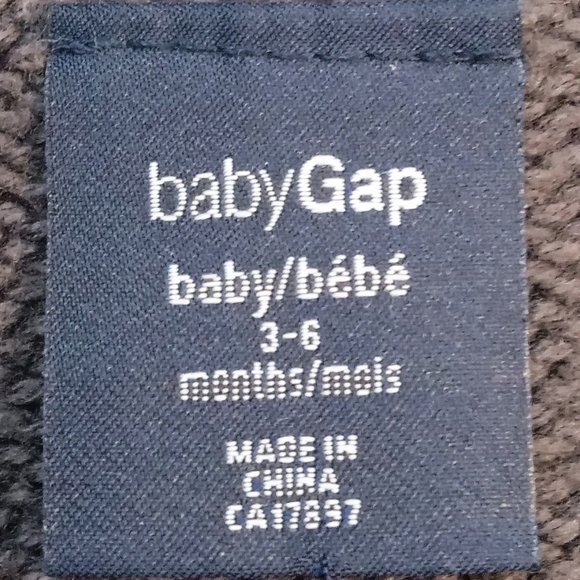 babyGap
baby/bébé
3-6
months/mois
MADE IN
CHINA
CA17897